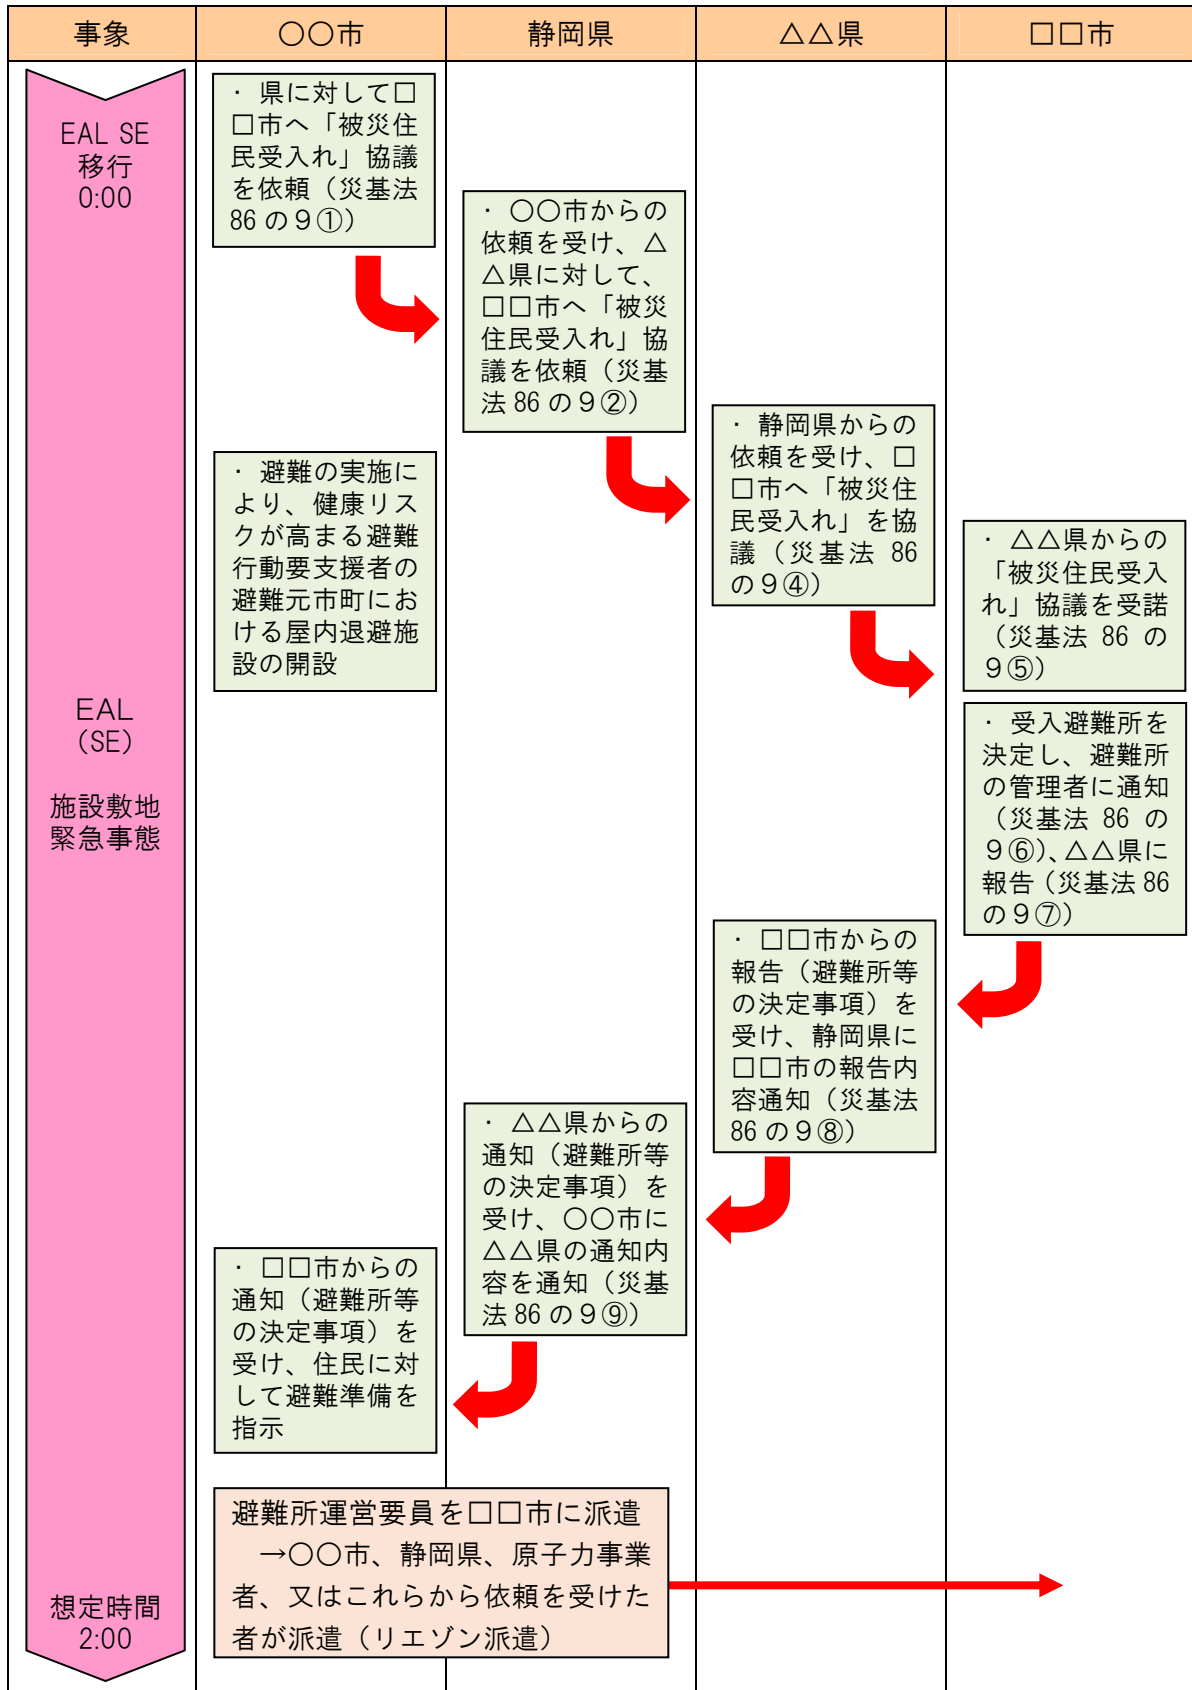 事象
〇〇市
静岡県
△△県
□□市
EAL SE
移行
0:00
EAL
（SE）
施設敷地
緊急事態
想定時間
2:00
・ 県に対して□
□市へ「被災住
民受入れ」協議
を依頼（災基法
86の９①）
・ 〇〇市からの
依頼を受け、△
△県に対して、
□□市へ「被災
住民受入れ」協
議を依頼（災基
法86の９②）
・ 静岡県からの
依頼を受け、□
□市へ「被災住
民受入れ」を協
議（災基法 86
の９④）
・ △△県からの
「被災住民受入
れ」協議を受諾
（災基法 86 の
９⑤）
・ 避難の実施に
より、健康リス
クが高まる避難
行動要支援者の
避難元市町にお
ける屋内退避施
設の開設
・ 受入避難所を
決定し、避難所
の管理者に通知
（災基法 86 の
９⑥）、△△県に
報告（災基法86
の９⑦）
・ □□市からの
報告（避難所等
の決定事項）を
受け、静岡県に
□□市の報告内
容通知（災基法
86の９⑧）
・ △△県からの
通知（避難所等
の決定事項）を
受け、〇〇市に
△△県の通知内
容を通知（災基
法86の９⑨）
・ □□市からの
通知（避難所等
の決定事項）を
受け、住民に対
して避難準備を
指示
避難所運営要員を□□市に派遣
→〇〇市、静岡県、原子力事業
者、又はこれらから依頼を受けた
者が派遣（リエゾン派遣）